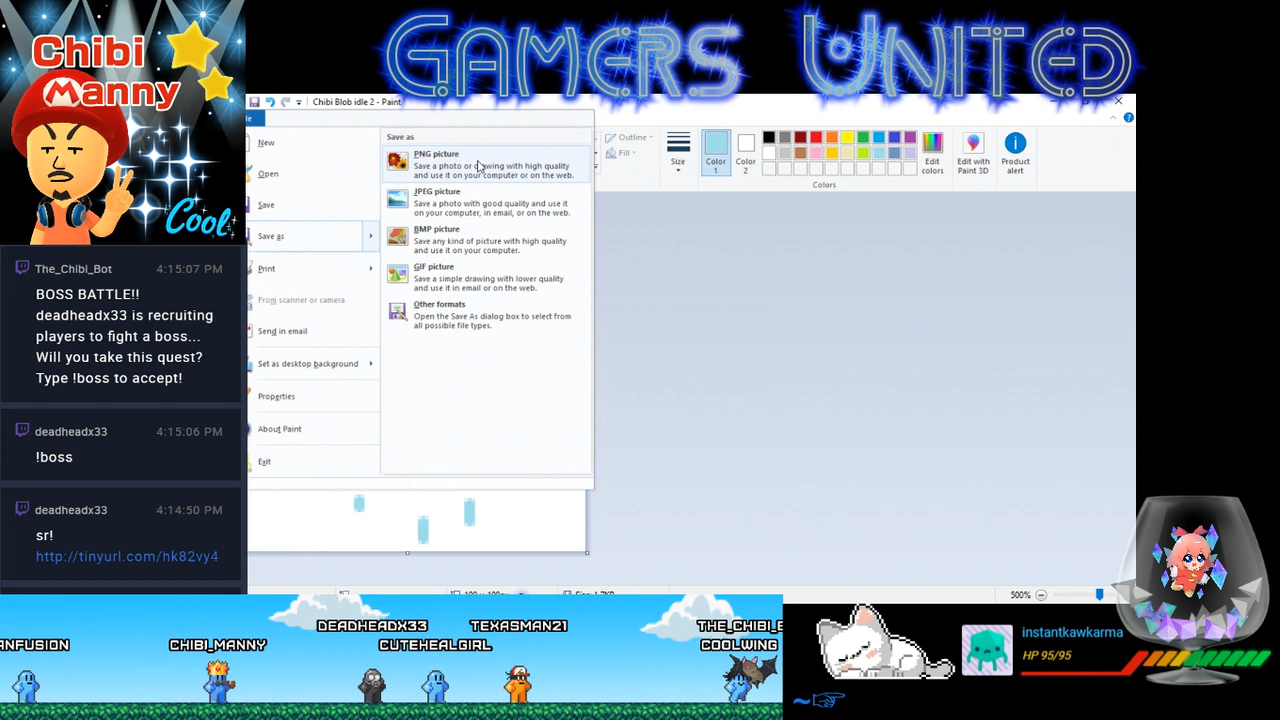 Chibi
Manny
Cool
GAMERS UNITED
Chibi Blob idle 2 - Paint
New
Open
Save
Save as
Print
From scanner or camera
Send in email
Set as desktop background
Properties
About Paint
Exit
Save as
PNG picture
Save a photo or drawing with high quality
and use it on your computer or on the web.
JPEG picture
Save a photo with good quality and use it
on your computer, in email, or on the web.
BMP picture
Save any kind of picture with high quality
and use it on your computer.
GIF picture
Save a simple drawing with lower quality
and use it in email or on the web.
Other formats
Open the Save As dialog box to select from
all possible file types.
Outline
Fill
Size
Color
1
Color
2
Edit
colors
Edit with
Paint 3D
Product
alert
Colors
500%
The_Chibi_Bot 4:15:07 PM
BOSS BATTLE!!
deadheadx33 is recruiting
players to fight a boss...
Will you take this quest?
Type !boss to accept!
deadheadx33 4:15:06 PM
!boss
deadheadx33 4:14:50 PM
sr!
http://tinyurl.com/hk82vy4
ANFUSION
CHIBI_MANNY
DEADHEADX33
CUTEHEALGIRL
TEXASMAN21
THE_CHIBI_B
COOLWING
instantkawkarma
HP 95/95